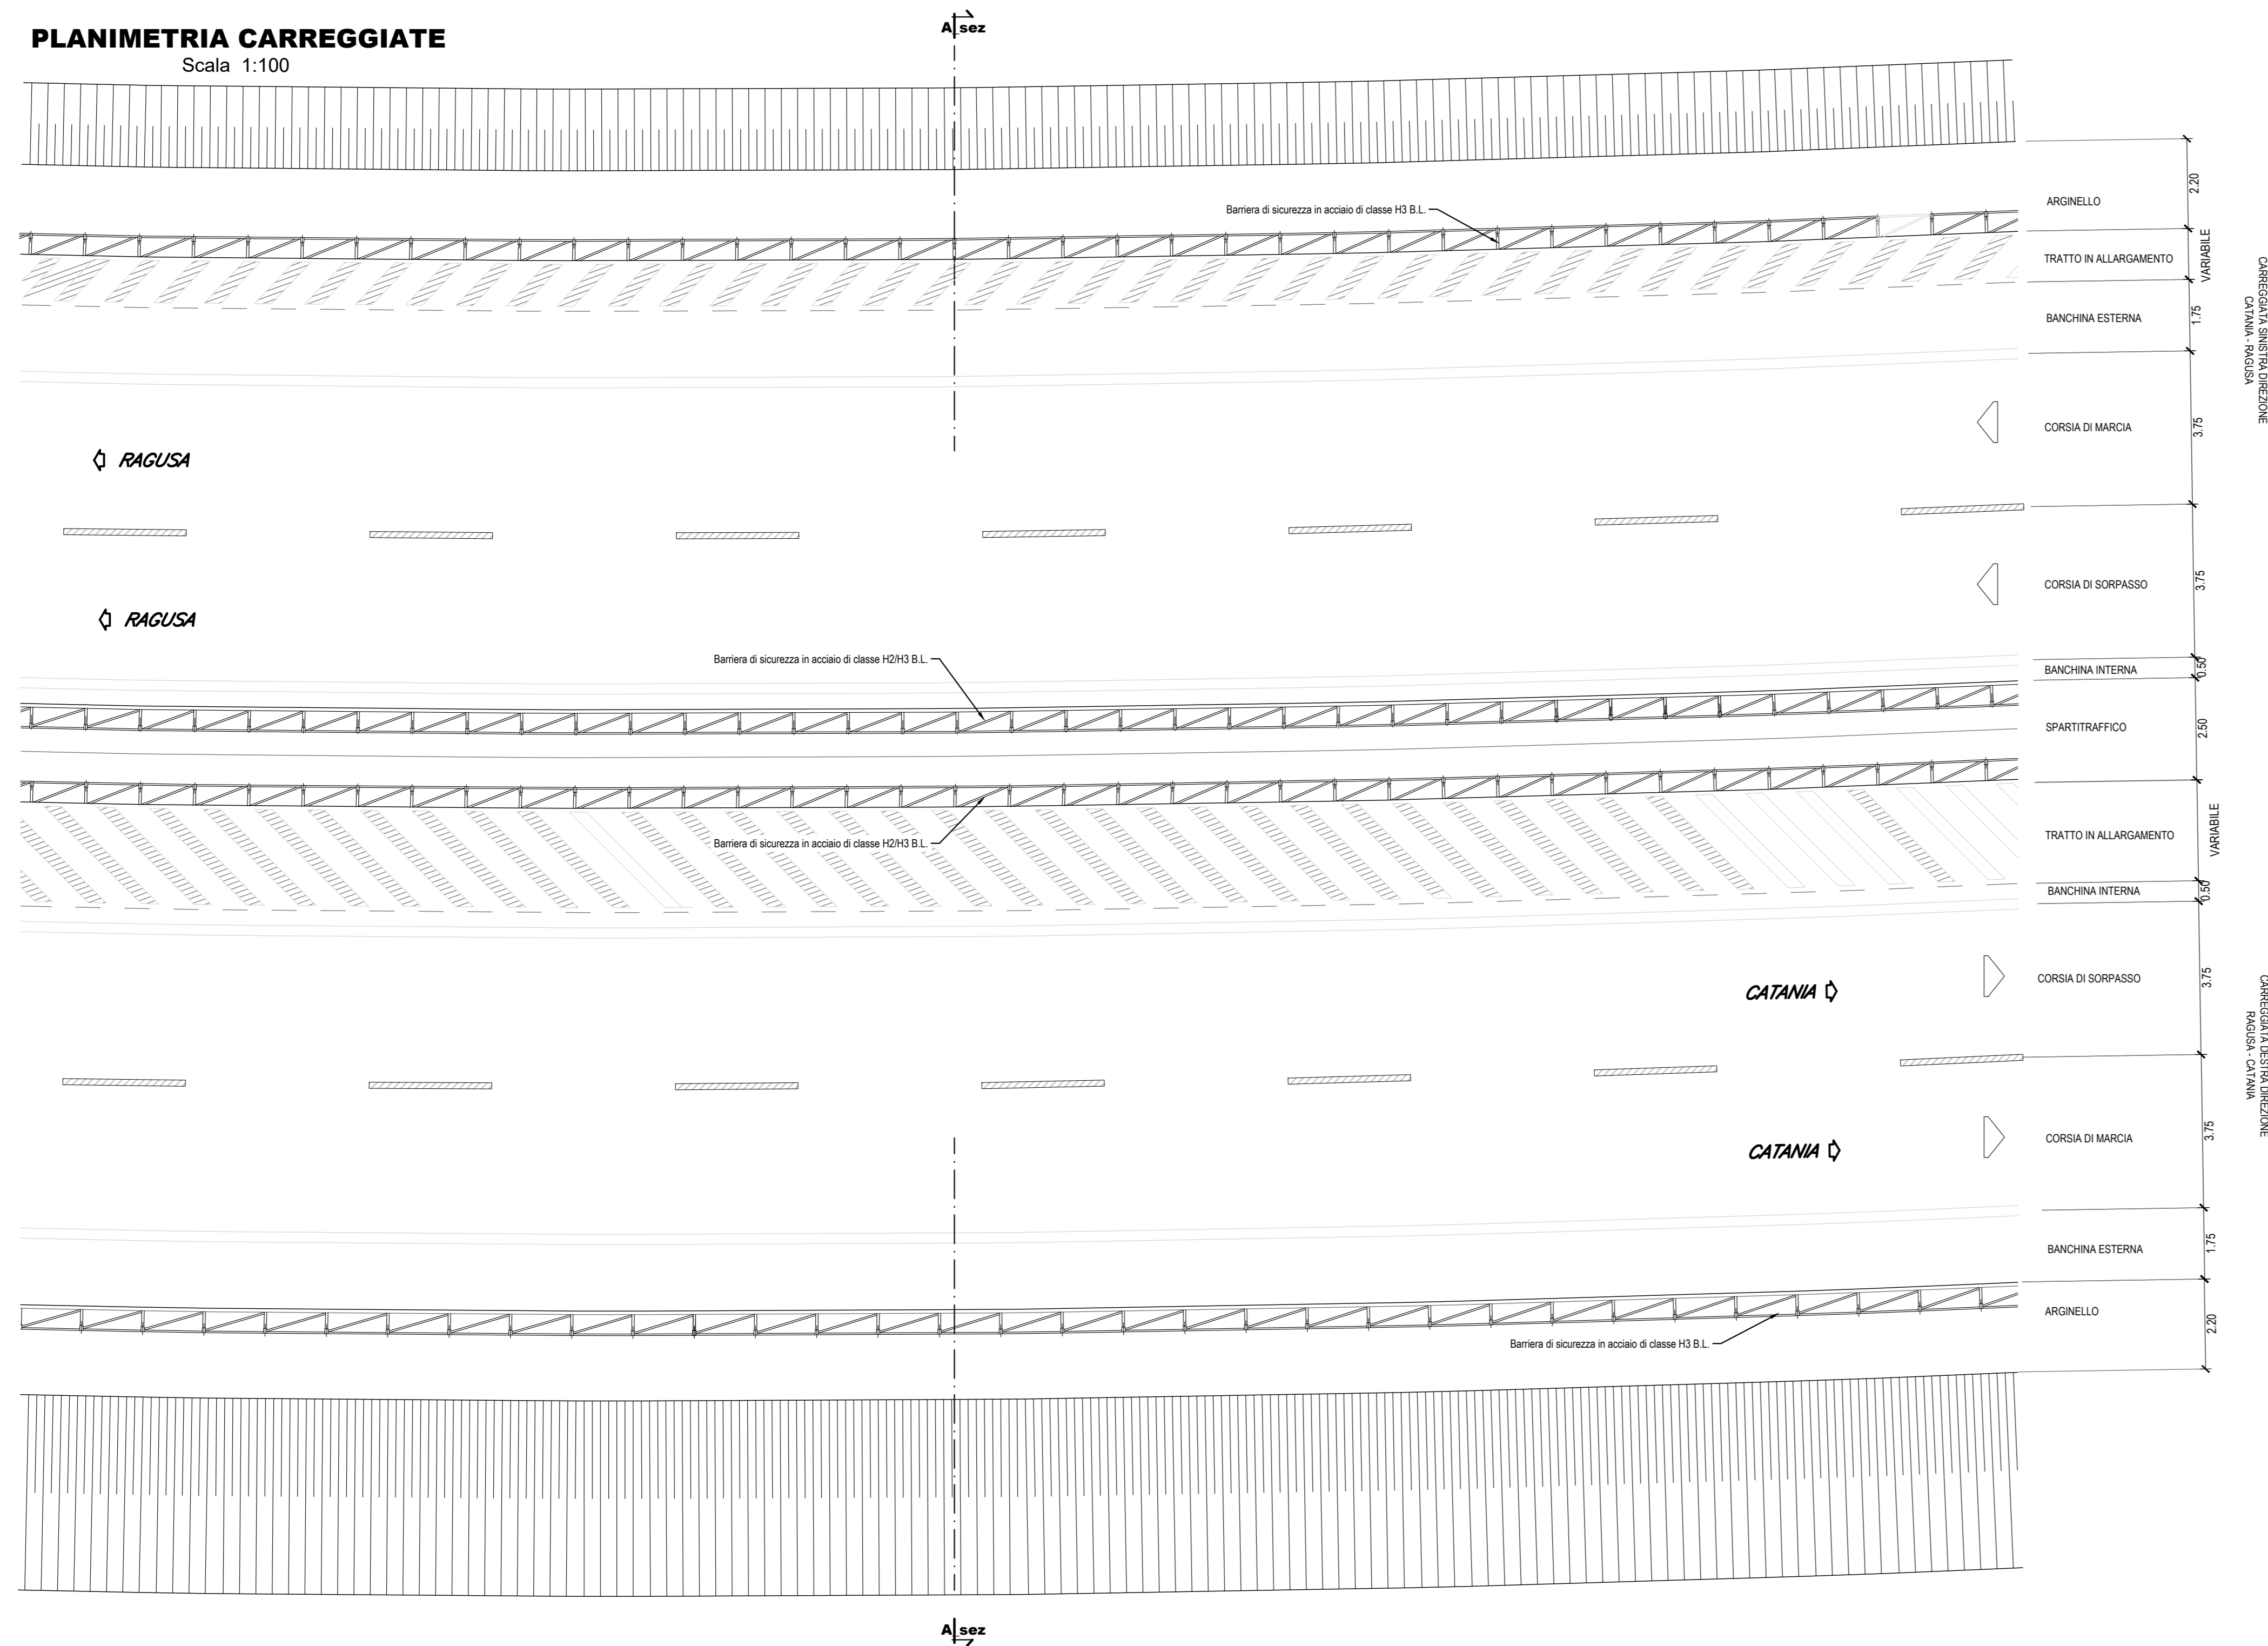 A sez
PLANIMETRIA CARREGGIATE
Scala 1:100
2.20
ARGINELLO
Barriera di sicurezza in acciaio di classe H3 B.L.
VARIABILE
TRATTO IN ALLARGAMENTO
1.75
BANCHINA ESTERNA
CARREGGIATA SINISTRA DIREZIONE
CATANIA - RAGUSA
3.75
CORSIA DI MARCIA
RAGUSA
3.75
CORSIA DI SORPASSO
RAGUSA
Barriera di sicurezza in acciaio di classe H2/H3 B.L.
0.50
BANCHINA INTERNA
2.50
SPARTITRAFFICO
VARIABILE
TRATTO IN ALLARGAMENTO
Barriera di sicurezza in acciaio di classe H2/H3 B.L.
0.50
BANCHINA INTERNA
3.75
CORSIA DI SORPASSO
CATANIA
CARREGGIATA DESTRA DIREZIONE
RAGUSA - CATANIA
3.75
CORSIA DI MARCIA
CATANIA
1.75
BANCHINA ESTERNA
ARGINELLO
2.20
Barriera di sicurezza in acciaio di classe H3 B.L.
A sez